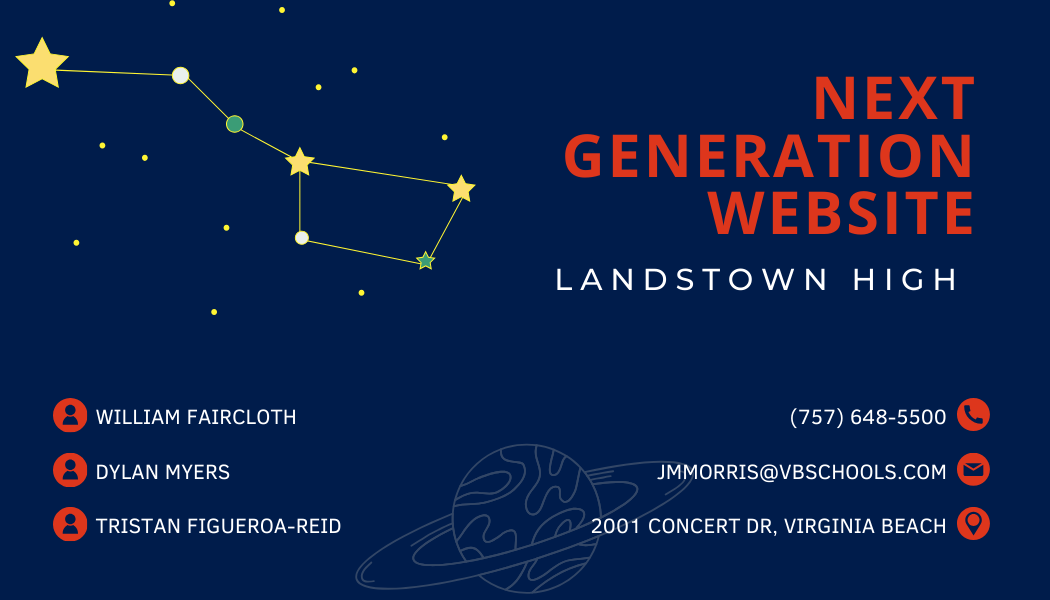 NEXT
GENERATION
WEBSITE
LANDSTOWN HIGH
WILLIAM FAIRCLOTH
DYLAN MYERS
TRISTAN FIGUEROA-REID
(757) 648-5500
JMMORRIS@VBSCHOOLS.COM
2001 CONCERT DR, VIRGINIA BEACH